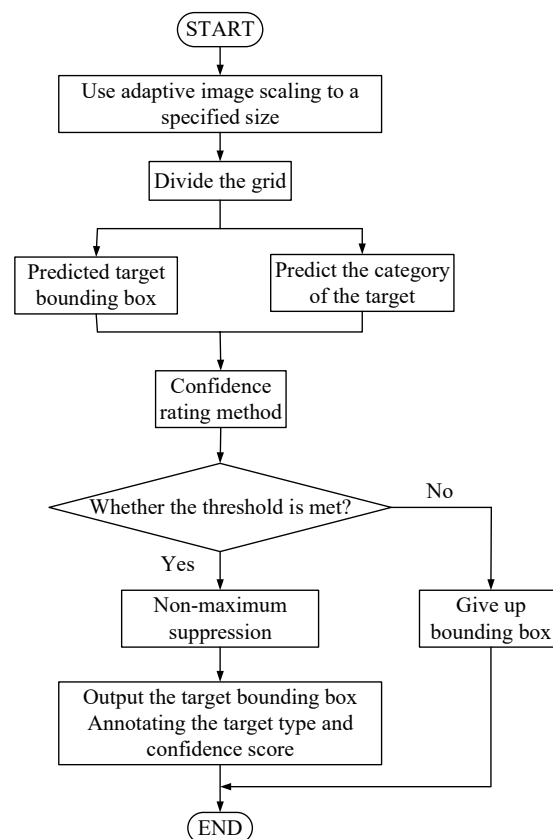 START
Use adaptive image scaling to a
specified size
Divide the grid
Predicted target
bounding box
Predict the category
of the target
Confidence
rating method
Whether the threshold is met?
No
Yes
Non-maximum
suppression
Give up
bounding box
Output the target bounding box
Annotating the target type and
confidence score
END